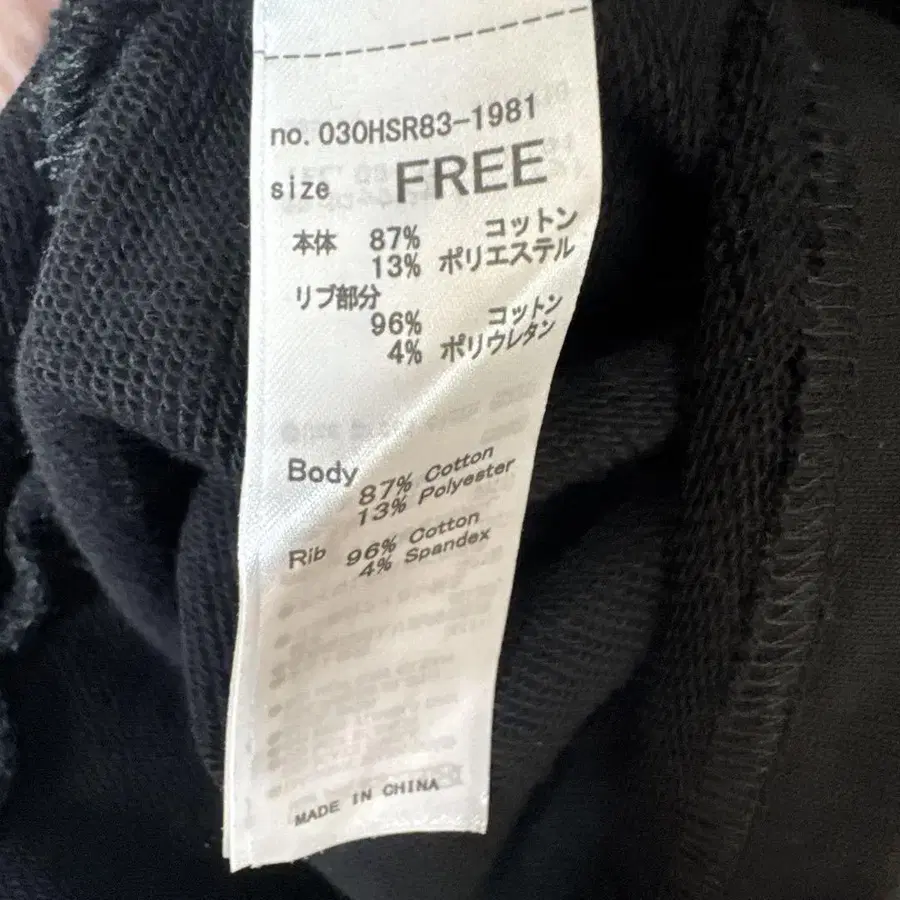 no. 030HSR83-1981
size FREE
本体 87% コットン
13% ポリエステル
リブ部分
96% コットン
4% ポリウレタン
Body
87% Cotton
13% Polyester
Rib 96% Cotton
4% Spandex
MADE IN CHINA